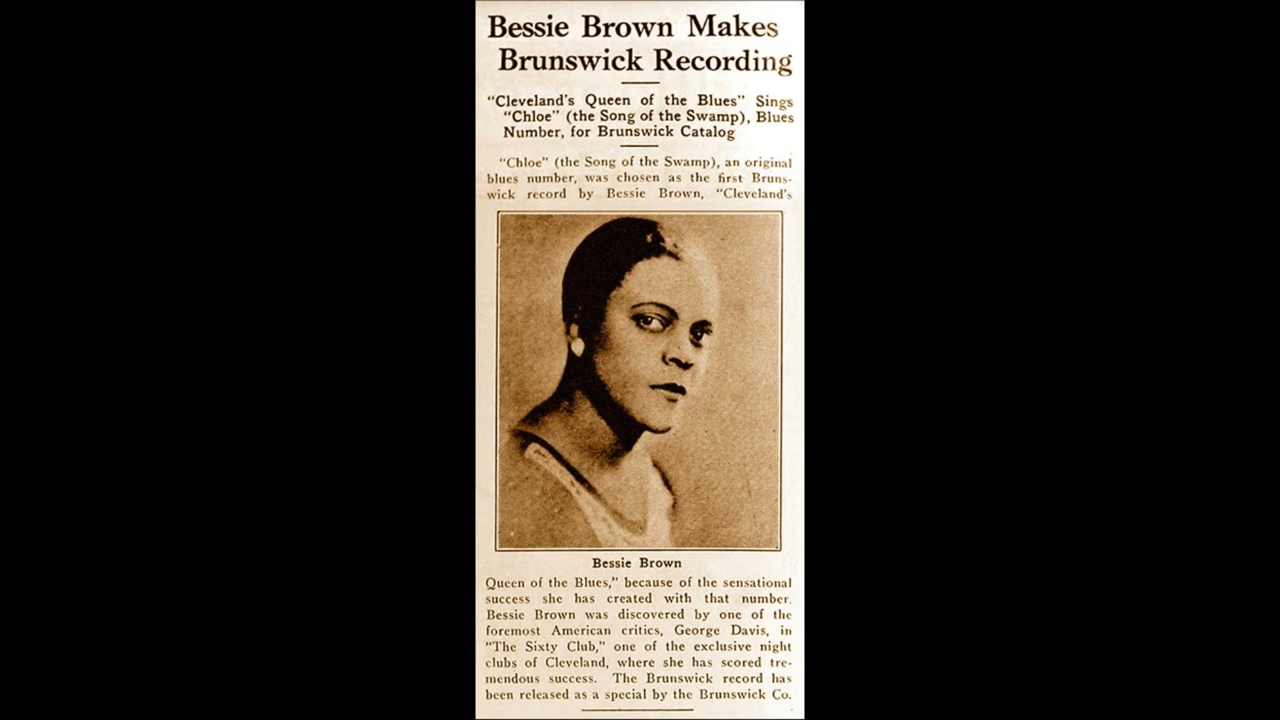 Bessie Brown Makes
Brunswick Recording
"Cleveland's Queen of the Blues" Sings
"Chloe" (the Song of the Swamp), Blues
Number, for Brunswick Catalog
"Chloe" (the Song of the Swamp), an original
blues number, was chosen as the first Bruns-
wick record by Bessie Brown, "Cleveland's
Bessie Brown
Queen of the Blues," because of the sensational
success she has created with that number.
Bessie Brown was discovered by one of the
foremost American critics, George Davis, in
"The Sixty Club," one of the exclusive night
clubs of Cleveland, where she has scored tre-
mendous success. The Brunswick record has
been released as a special by the Brunswick Co.